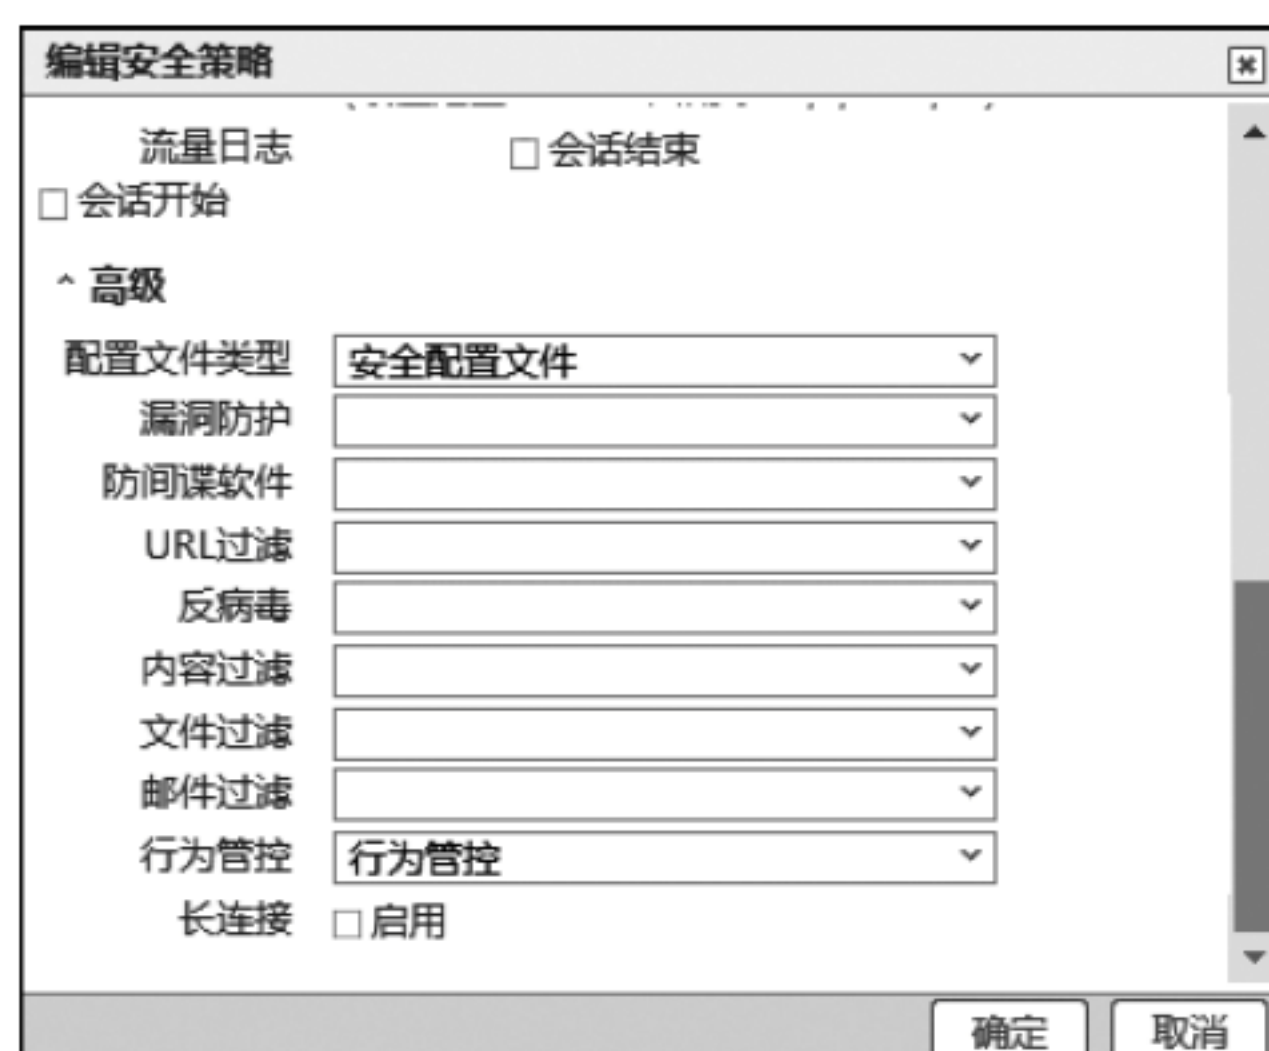 编辑安全策略
流量日志 会话结束
会话开始
高级
配置文件类型 安全配置文件
漏洞防护
防间谍软件
URL过滤
反病毒
内容过滤
文件过滤
邮件过滤
行为管控 行为管控
长连接 启用
确定 取消